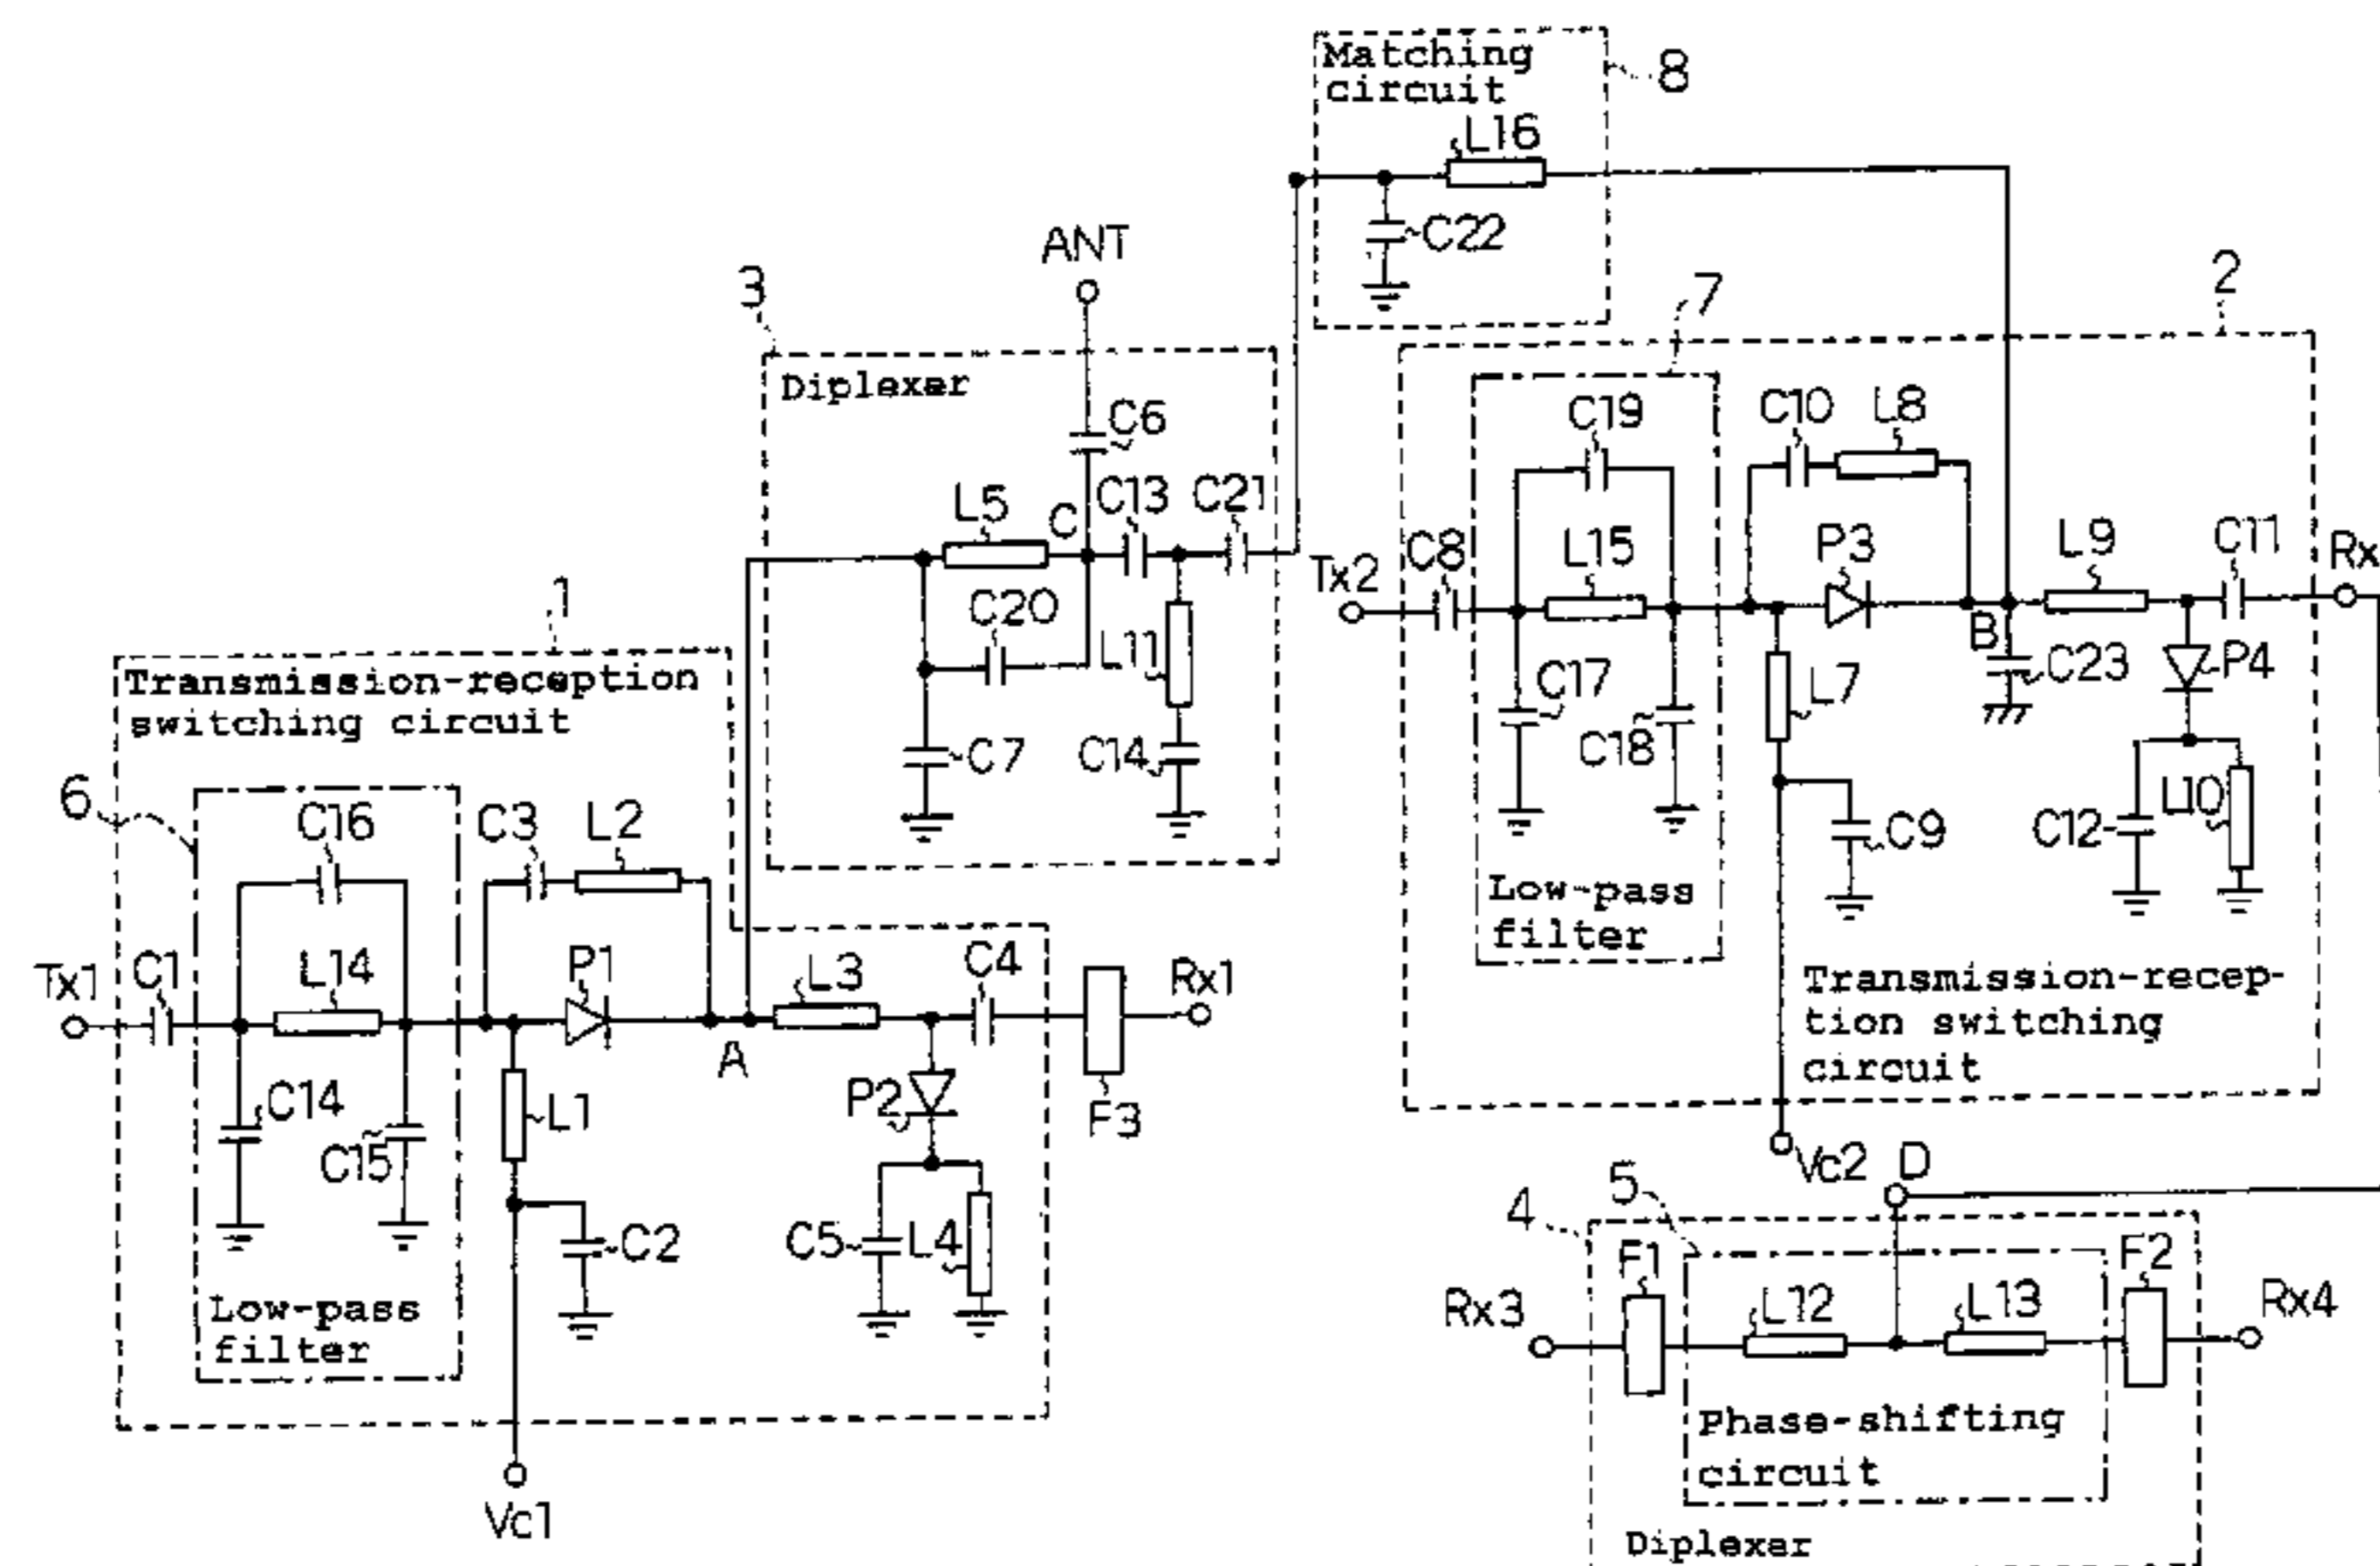 Matching
circuit
8
L16
C22
ANT
3
Diplexer
C6
L5
C
C13
C21
C20
L11
C7
C14
7
2
C19
C10
L8
Tx2
C8
L15
P3
L9
C11
Rx
B
C17
C18
L7
C23
P4
C9
C12
L10
Low-pass
filter
Transmission-recep-
tion switching
circuit
Vc2
1
Transmission-reception
switching circuit
6
C16
C3
L2
Tx1
C1
L14
P1
A
L3
C4
Rx1
F3
C14
C15
L1
P2
C2
C5
L4
Low-pass
filter
Vc1
D
4
5
F1
F2
Rx3
L12
L13
Rx4
Phase-shifting
circuit
Diplexer